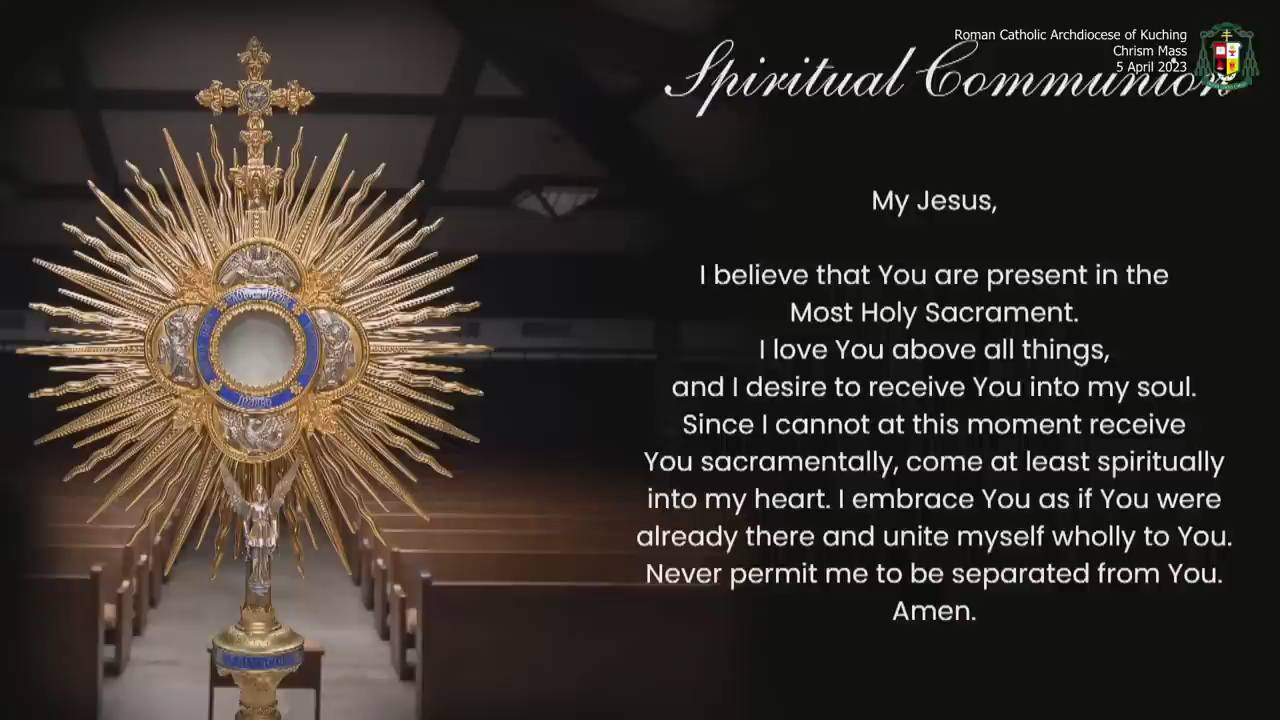 Roman Catholic Archdiocese of Kuching
Chrism Mass
5 April 2023
Spiritual Communion
My Jesus,
I believe that You are present in the
Most Holy Sacrament.
I love You above all things,
and I desire to receive You into my soul.
Since I cannot at this moment receive
You sacramentally, come at least spiritually
into my heart. I embrace You as if You were
already there and unite myself wholly to You.
Never permit me to be separated from You.
Amen.